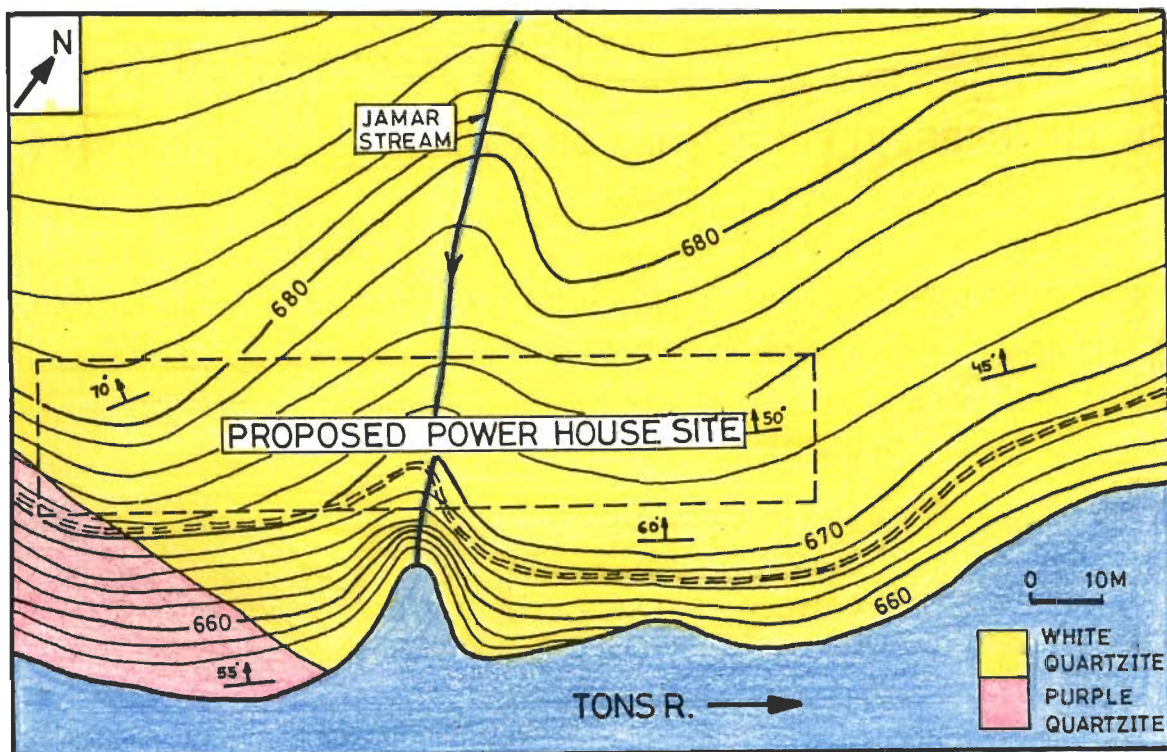 N
JAMAR
STREAM
680
680
45°
70°
PROPOSED POWER HOUSE SITE
50°
60°
670
660
660
55°
0 10M
WHITE
QUARTZITE
PURPLE
QUARTZITE
TONS R.